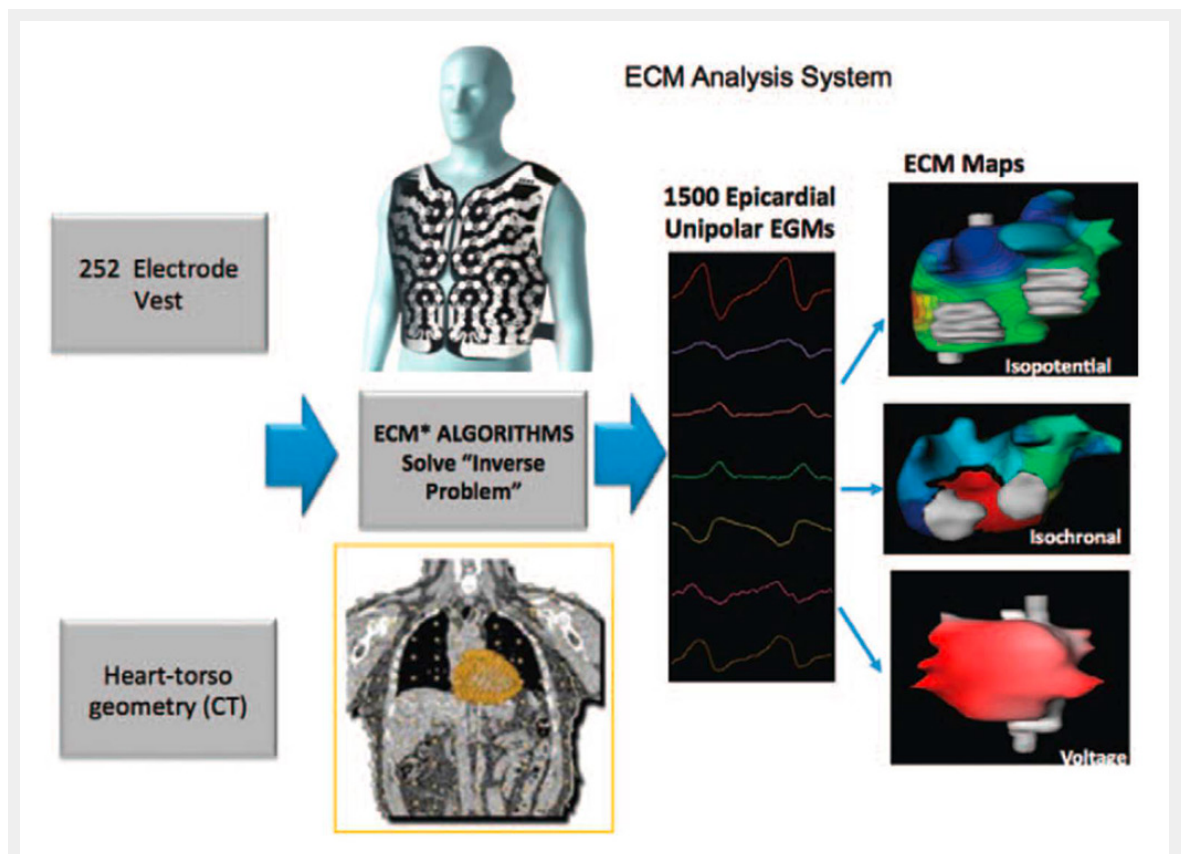 ECM Analysis System
252 Electrode
Vest
ECM* ALGORITHMS
Solve “Inverse
Problem”
Heart-torso
geometry (CT)
1500 Epicardial
Unipolar EGMs
ECM Maps
Isopotential
Isochronal
Voltage